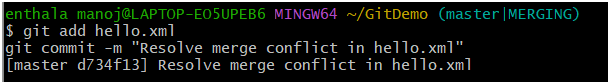 enthala manoj@LAPTOP-EO5UPEB6 MINGW64 ~/GitDemo (master|MERGING)
$ git add hello.xml
git commit -m "Resolve merge conflict in hello.xml"
[master d734f13] Resolve merge conflict in hello.xml